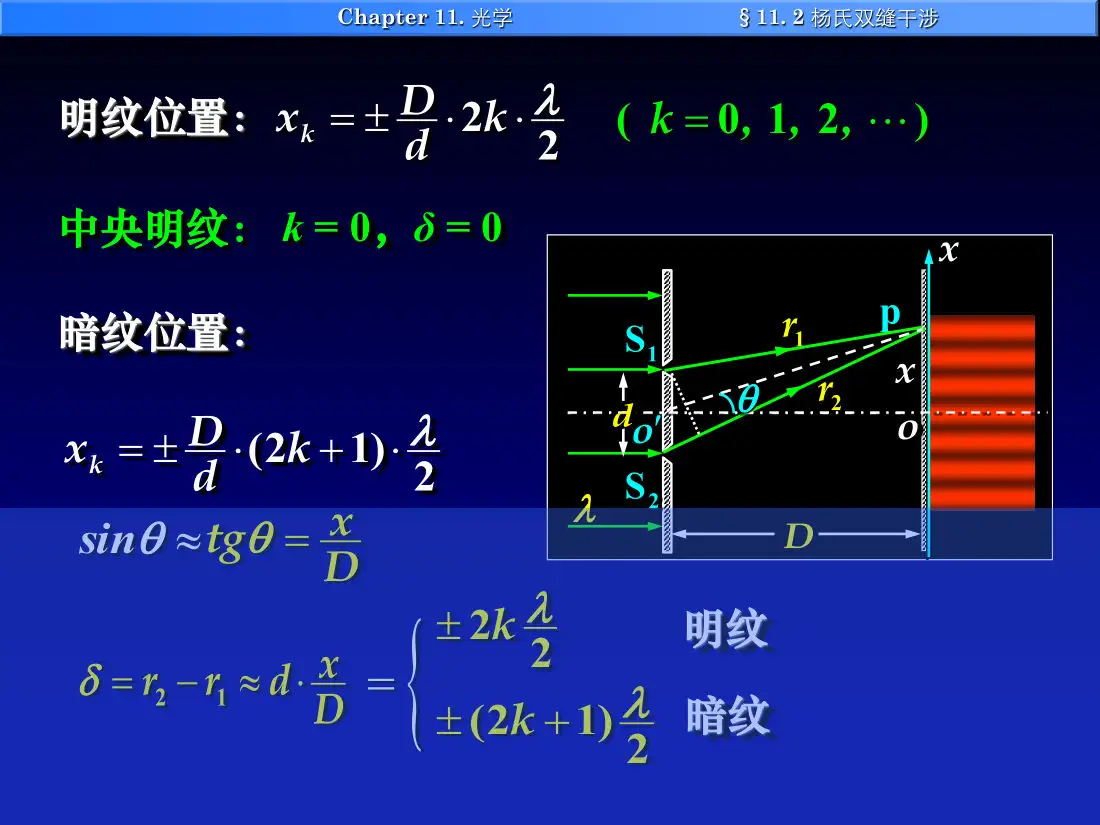 Chapter 11. 光学 § 11. 2 杨氏双缝干涉
明纹位置： xₖ = ± D/d · 2k · λ/2 ( k = 0, 1, 2, ⋯ )
中央明纹： k = 0，δ = 0
暗纹位置：
xₖ = ± D/d · (2k + 1) · λ/2
sinθ ≈ tgθ = x/D
δ = r₂ − r₁ ≈ d · x/D = { ± 2k λ/2 明纹
± (2k + 1) λ/2 暗纹
x
S₁
r₁
p
x
d
θ
r₂
o′
o
S₂
λ
D